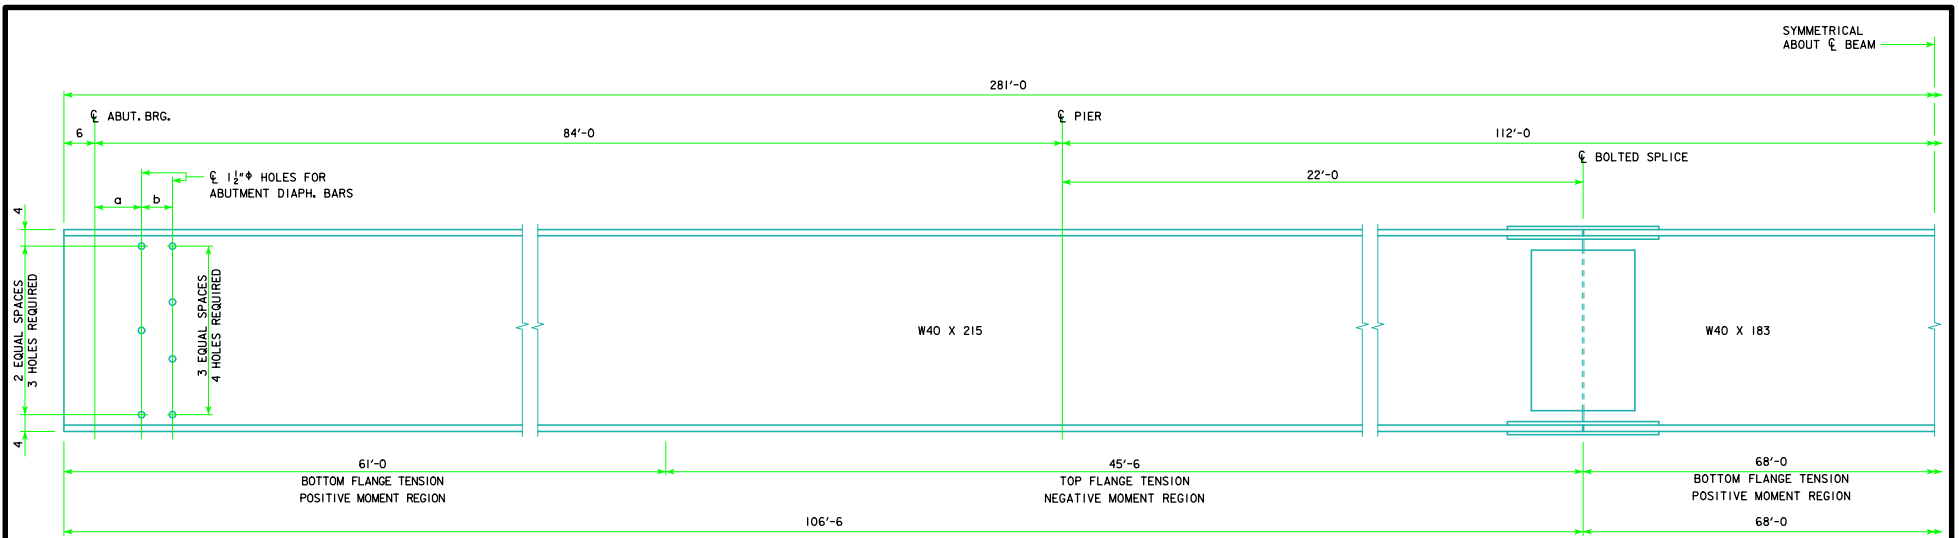 SYMMETRICAL
ABOUT ℄ BEAM
281'-0
℄ ABUT. BRG.
℄ PIER
6
84'-0
112'-0
℄ BOLTED SPLICE
℄ 1½"ϕ HOLES FOR
ABUTMENT DIAPH. BARS
22'-0
a
b
4
2 EQUAL SPACES
3 HOLES REQUIRED
3 EQUAL SPACES
4 HOLES REQUIRED
W40 X 215
W40 X 183
4
61'-0
BOTTOM FLANGE TENSION
POSITIVE MOMENT REGION
45'-6
TOP FLANGE TENSION
NEGATIVE MOMENT REGION
68'-0
BOTTOM FLANGE TENSION
POSITIVE MOMENT REGION
106'-6
68'-0